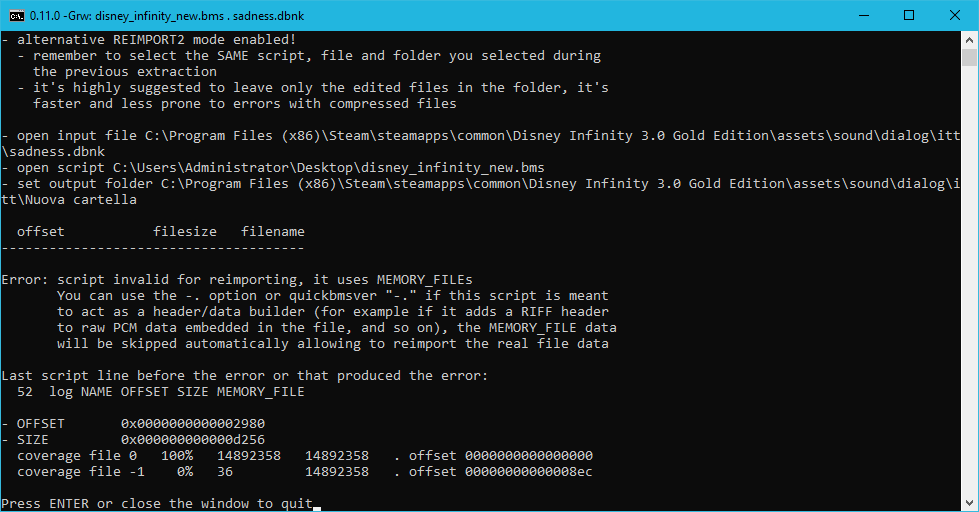 0.11.0 -Grw: disney_infinity_new.bms . sadness.dbnk
- alternative REIMPORT2 mode enabled!
- remember to select the SAME script, file and folder you selected during
the previous extraction
- it's highly suggested to leave only the edited files in the folder, it's
faster and less prone to errors with compressed files
- open input file C:\Program Files (x86)\Steam\steamapps\common\Disney Infinity 3.0 Gold Edition\assets\sound\dialog\itt
\sadness.dbnk
- open script C:\Users\Administrator\Desktop\disney_infinity_new.bms
- set output folder C:\Program Files (x86)\Steam\steamapps\common\Disney Infinity 3.0 Gold Edition\assets\sound\dialog\i
tt\Nuova cartella
offset filesize filename
--------------------------------------
Error: script invalid for reimporting, it uses MEMORY_FILEs
You can use the -. option or quickbmsver "-." if this script is meant
to act as a header/data builder (for example if it adds a RIFF header
to raw PCM data embedded in the file, and so on), the MEMORY_FILE data
will be skipped automatically allowing to reimport the real file data
Last script line before the error or that produced the error:
52 log NAME OFFSET SIZE MEMORY_FILE
- OFFSET 0x0000000000002980
- SIZE 0x000000000000d256
coverage file 0 100% 14892358 14892358 . offset 0000000000000000
coverage file -1 0% 36 14892358 . offset 00000000000008ec
Press ENTER or close the window to quit